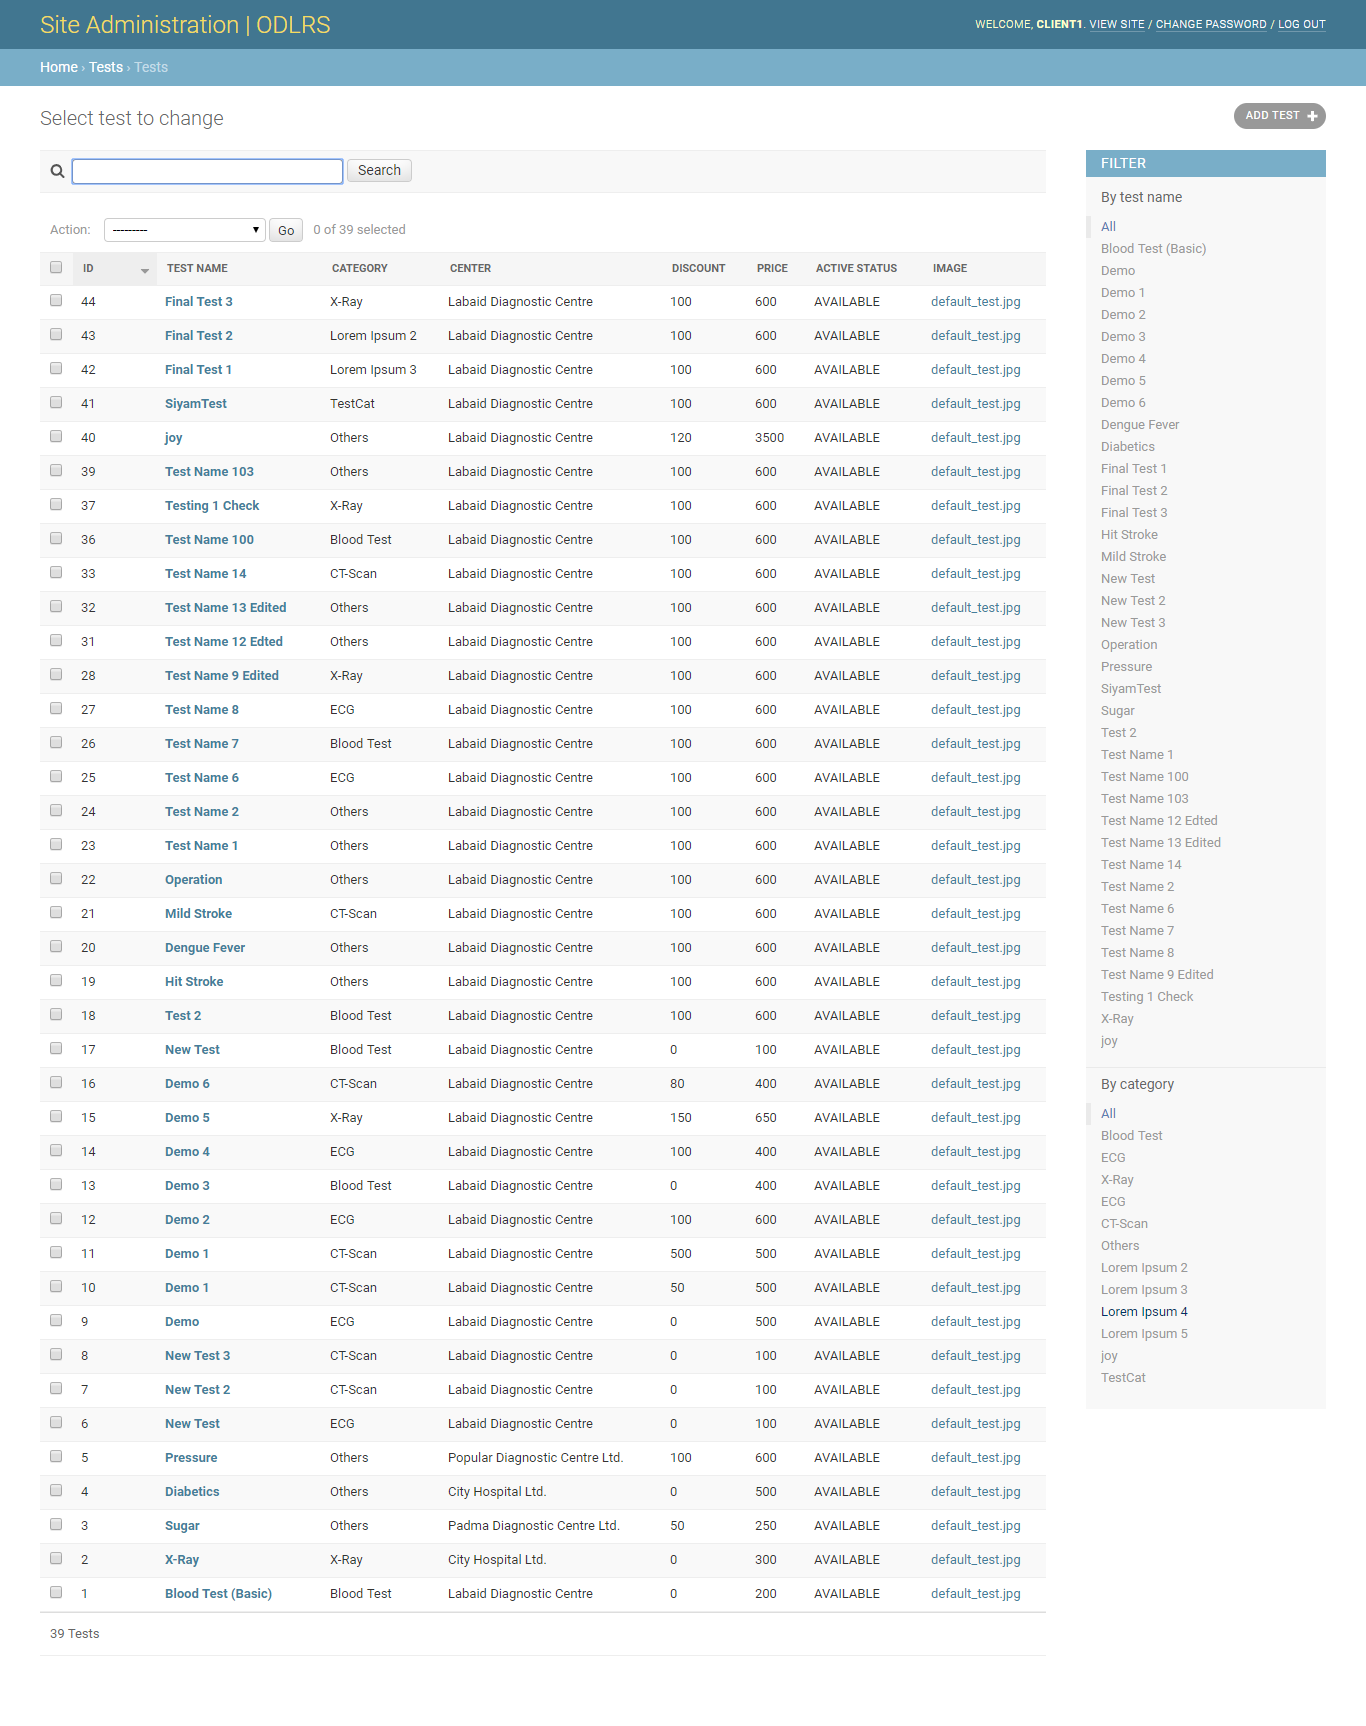 Site Administration | ODLRS
WELCOME, CLIENT1. VIEW SITE / CHANGE PASSWORD / LOG OUT
Home › Tests › Tests
Select test to change
ADD TEST
Search
Action: --------- Go 0 of 39 selected
ID TEST NAME CATEGORY CENTER DISCOUNT PRICE ACTIVE STATUS IMAGE
44 Final Test 3 X-Ray Labaid Diagnostic Centre 100 600 AVAILABLE default_test.jpg
43 Final Test 2 Lorem Ipsum 2 Labaid Diagnostic Centre 100 600 AVAILABLE default_test.jpg
42 Final Test 1 Lorem Ipsum 3 Labaid Diagnostic Centre 100 600 AVAILABLE default_test.jpg
41 SiyamTest TestCat Labaid Diagnostic Centre 100 600 AVAILABLE default_test.jpg
40 joy Others Labaid Diagnostic Centre 120 3500 AVAILABLE default_test.jpg
39 Test Name 103 Others Labaid Diagnostic Centre 100 600 AVAILABLE default_test.jpg
37 Testing 1 Check X-Ray Labaid Diagnostic Centre 100 600 AVAILABLE default_test.jpg
36 Test Name 100 Blood Test Labaid Diagnostic Centre 100 600 AVAILABLE default_test.jpg
33 Test Name 14 CT-Scan Labaid Diagnostic Centre 100 600 AVAILABLE default_test.jpg
32 Test Name 13 Edited Others Labaid Diagnostic Centre 100 600 AVAILABLE default_test.jpg
31 Test Name 12 Edted Others Labaid Diagnostic Centre 100 600 AVAILABLE default_test.jpg
28 Test Name 9 Edited X-Ray Labaid Diagnostic Centre 100 600 AVAILABLE default_test.jpg
27 Test Name 8 ECG Labaid Diagnostic Centre 100 600 AVAILABLE default_test.jpg
26 Test Name 7 Blood Test Labaid Diagnostic Centre 100 600 AVAILABLE default_test.jpg
25 Test Name 6 ECG Labaid Diagnostic Centre 100 600 AVAILABLE default_test.jpg
24 Test Name 2 Others Labaid Diagnostic Centre 100 600 AVAILABLE default_test.jpg
23 Test Name 1 Others Labaid Diagnostic Centre 100 600 AVAILABLE default_test.jpg
22 Operation Others Labaid Diagnostic Centre 100 600 AVAILABLE default_test.jpg
21 Mild Stroke CT-Scan Labaid Diagnostic Centre 100 600 AVAILABLE default_test.jpg
20 Dengue Fever Others Labaid Diagnostic Centre 100 600 AVAILABLE default_test.jpg
19 Hit Stroke Others Labaid Diagnostic Centre 100 600 AVAILABLE default_test.jpg
18 Test 2 Blood Test Labaid Diagnostic Centre 100 600 AVAILABLE default_test.jpg
17 New Test Blood Test Labaid Diagnostic Centre 0 100 AVAILABLE default_test.jpg
16 Demo 6 CT-Scan Labaid Diagnostic Centre 80 400 AVAILABLE default_test.jpg
15 Demo 5 X-Ray Labaid Diagnostic Centre 150 650 AVAILABLE default_test.jpg
14 Demo 4 ECG Labaid Diagnostic Centre 100 400 AVAILABLE default_test.jpg
13 Demo 3 Blood Test Labaid Diagnostic Centre 0 400 AVAILABLE default_test.jpg
12 Demo 2 ECG Labaid Diagnostic Centre 100 600 AVAILABLE default_test.jpg
11 Demo 1 CT-Scan Labaid Diagnostic Centre 500 500 AVAILABLE default_test.jpg
10 Demo 1 CT-Scan Labaid Diagnostic Centre 50 500 AVAILABLE default_test.jpg
9 Demo ECG Labaid Diagnostic Centre 0 500 AVAILABLE default_test.jpg
8 New Test 3 CT-Scan Labaid Diagnostic Centre 0 100 AVAILABLE default_test.jpg
7 New Test 2 CT-Scan Labaid Diagnostic Centre 0 100 AVAILABLE default_test.jpg
6 New Test ECG Labaid Diagnostic Centre 0 100 AVAILABLE default_test.jpg
5 Pressure Others Popular Diagnostic Centre Ltd. 100 600 AVAILABLE default_test.jpg
4 Diabetics Others City Hospital Ltd. 0 500 AVAILABLE default_test.jpg
3 Sugar Others Padma Diagnostic Centre Ltd. 50 250 AVAILABLE default_test.jpg
2 X-Ray X-Ray City Hospital Ltd. 0 300 AVAILABLE default_test.jpg
1 Blood Test (Basic) Blood Test Labaid Diagnostic Centre 0 200 AVAILABLE default_test.jpg
39 Tests
FILTER
By test name
All
Blood Test (Basic)
Demo
Demo 1
Demo 2
Demo 3
Demo 4
Demo 5
Demo 6
Dengue Fever
Diabetics
Final Test 1
Final Test 2
Final Test 3
Hit Stroke
Mild Stroke
New Test
New Test 2
New Test 3
Operation
Pressure
SiyamTest
Sugar
Test 2
Test Name 1
Test Name 100
Test Name 103
Test Name 12 Edted
Test Name 13 Edited
Test Name 14
Test Name 2
Test Name 6
Test Name 7
Test Name 8
Test Name 9 Edited
Testing 1 Check
X-Ray
joy
By category
All
Blood Test
ECG
X-Ray
ECG
CT-Scan
Others
Lorem Ipsum 2
Lorem Ipsum 3
Lorem Ipsum 4
Lorem Ipsum 5
joy
TestCat